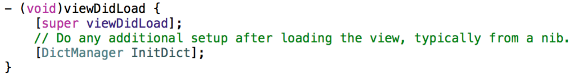 - (void)viewDidLoad {
    [super viewDidLoad];
    // Do any additional setup after loading the view, typically from a nib.
    [DictManager InitDict];
}